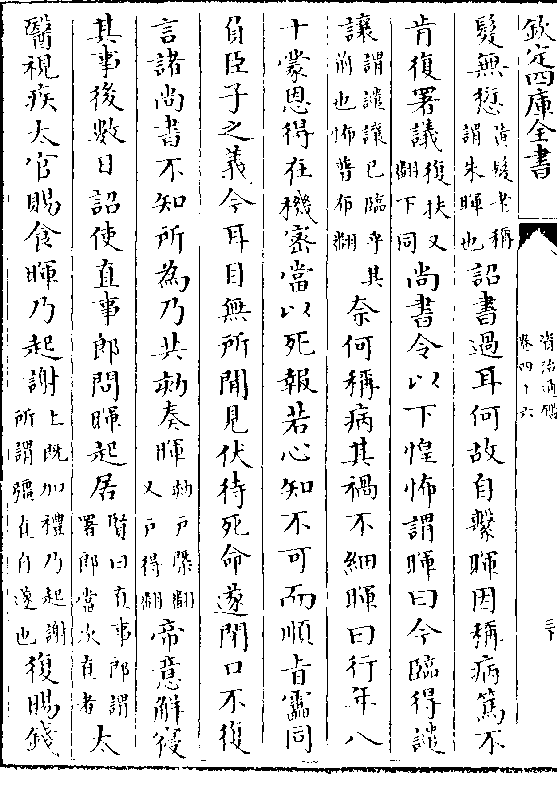 欽定四庫全書
資治通鑑
卷四十六
髮無愆黃髮老稱謂朱暉也詔書過耳何故自繫暉因稱病篤不
肯復署議復扶又翻下同尚書令以下惶怖謂暉曰今臨得譴
讓謂譴讓已臨乎其前也怖普布翻奈何稱病其禍不細暉曰行年八
十蒙恩得在機密當以死報若心知不可而順旨雷同
負臣子之義今耳目無所聞見伏待死命遂閉口不復
言諸尚書不知所為乃共劾奏暉劾戶槩翻又戶得翻帝意解寢
其事後數日詔使直事郎問暉起居賢曰直事郎謂署郎當次直者太
醫視疾太官賜食暉乃起謝上既加禮乃起謝所謂彊直自遂也復賜錢